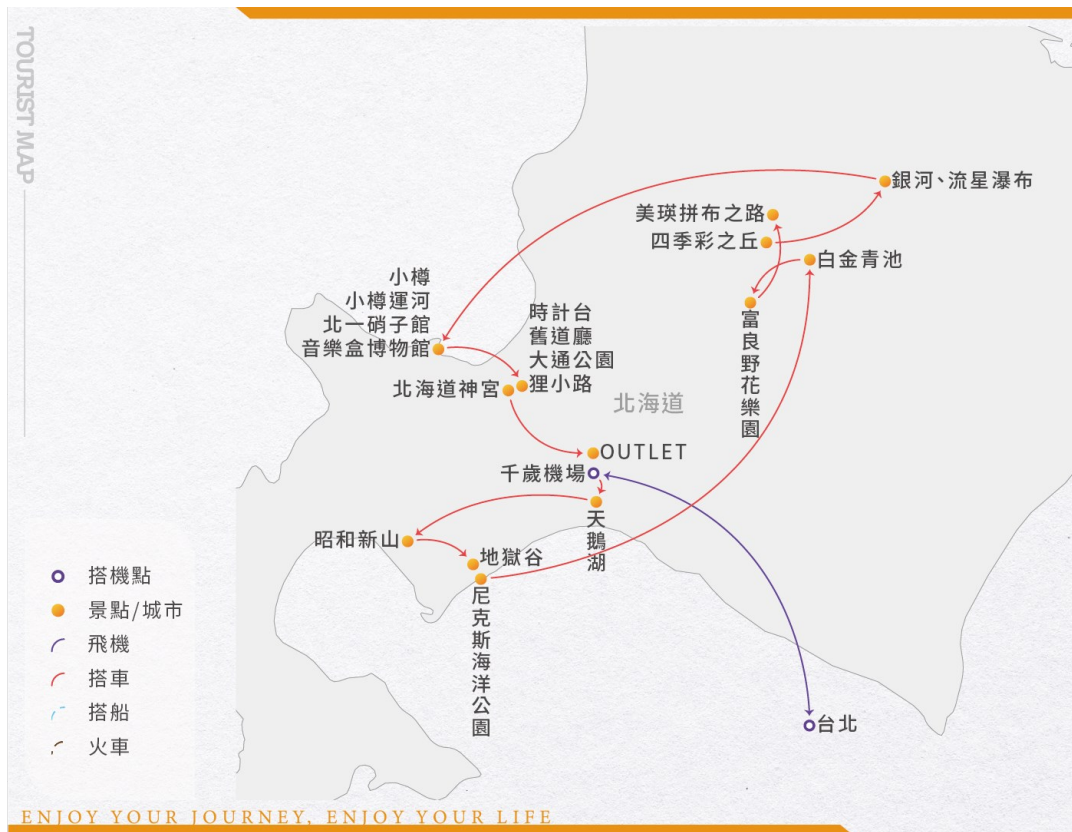 TOURIST MAP
銀河、流星瀑布
美瑛拼布之路
四季彩之丘
白金青池
小樽
小樽運河
北一硝子館
音樂盒博物館
時計台
舊道廳
大通公園
狸小路
富良野花樂園
北海道神宮
北海道
OUTLET
千歲機場
天鵝湖
昭和新山
地獄谷
尼克斯海洋公園
台北
搭機點
景點/城市
飛機
搭車
搭船
火車
ENJOY YOUR JOURNEY, ENJOY YOUR LIFE